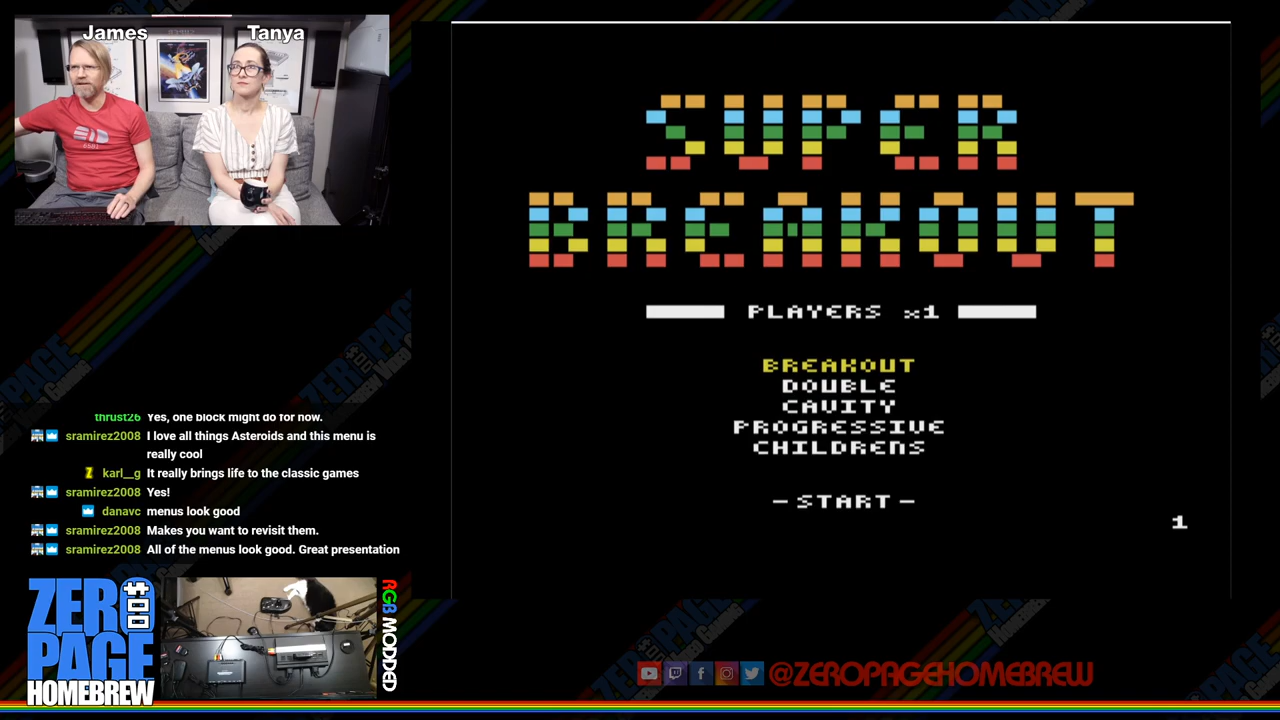 James
Tanya
SUPER
BREAKOUT
PLAYERS x1
BREAKOUT
DOUBLE
CAVITY
PROGRESSIVE
CHILDRENS
-START-
1
thrust26 Yes, one block might do for now.
sramirez2008 I love all things Asteroids and this menu is
really cool
karl__g It really brings life to the classic games
sramirez2008 Yes!
danavc menus look good
sramirez2008 Makes you want to revisit them.
sramirez2008 All of the menus look good. Great presentation
ZERO
PAGE
HOMEBREW
RGB MODDED
@ZEROPAGEHOMEBREW